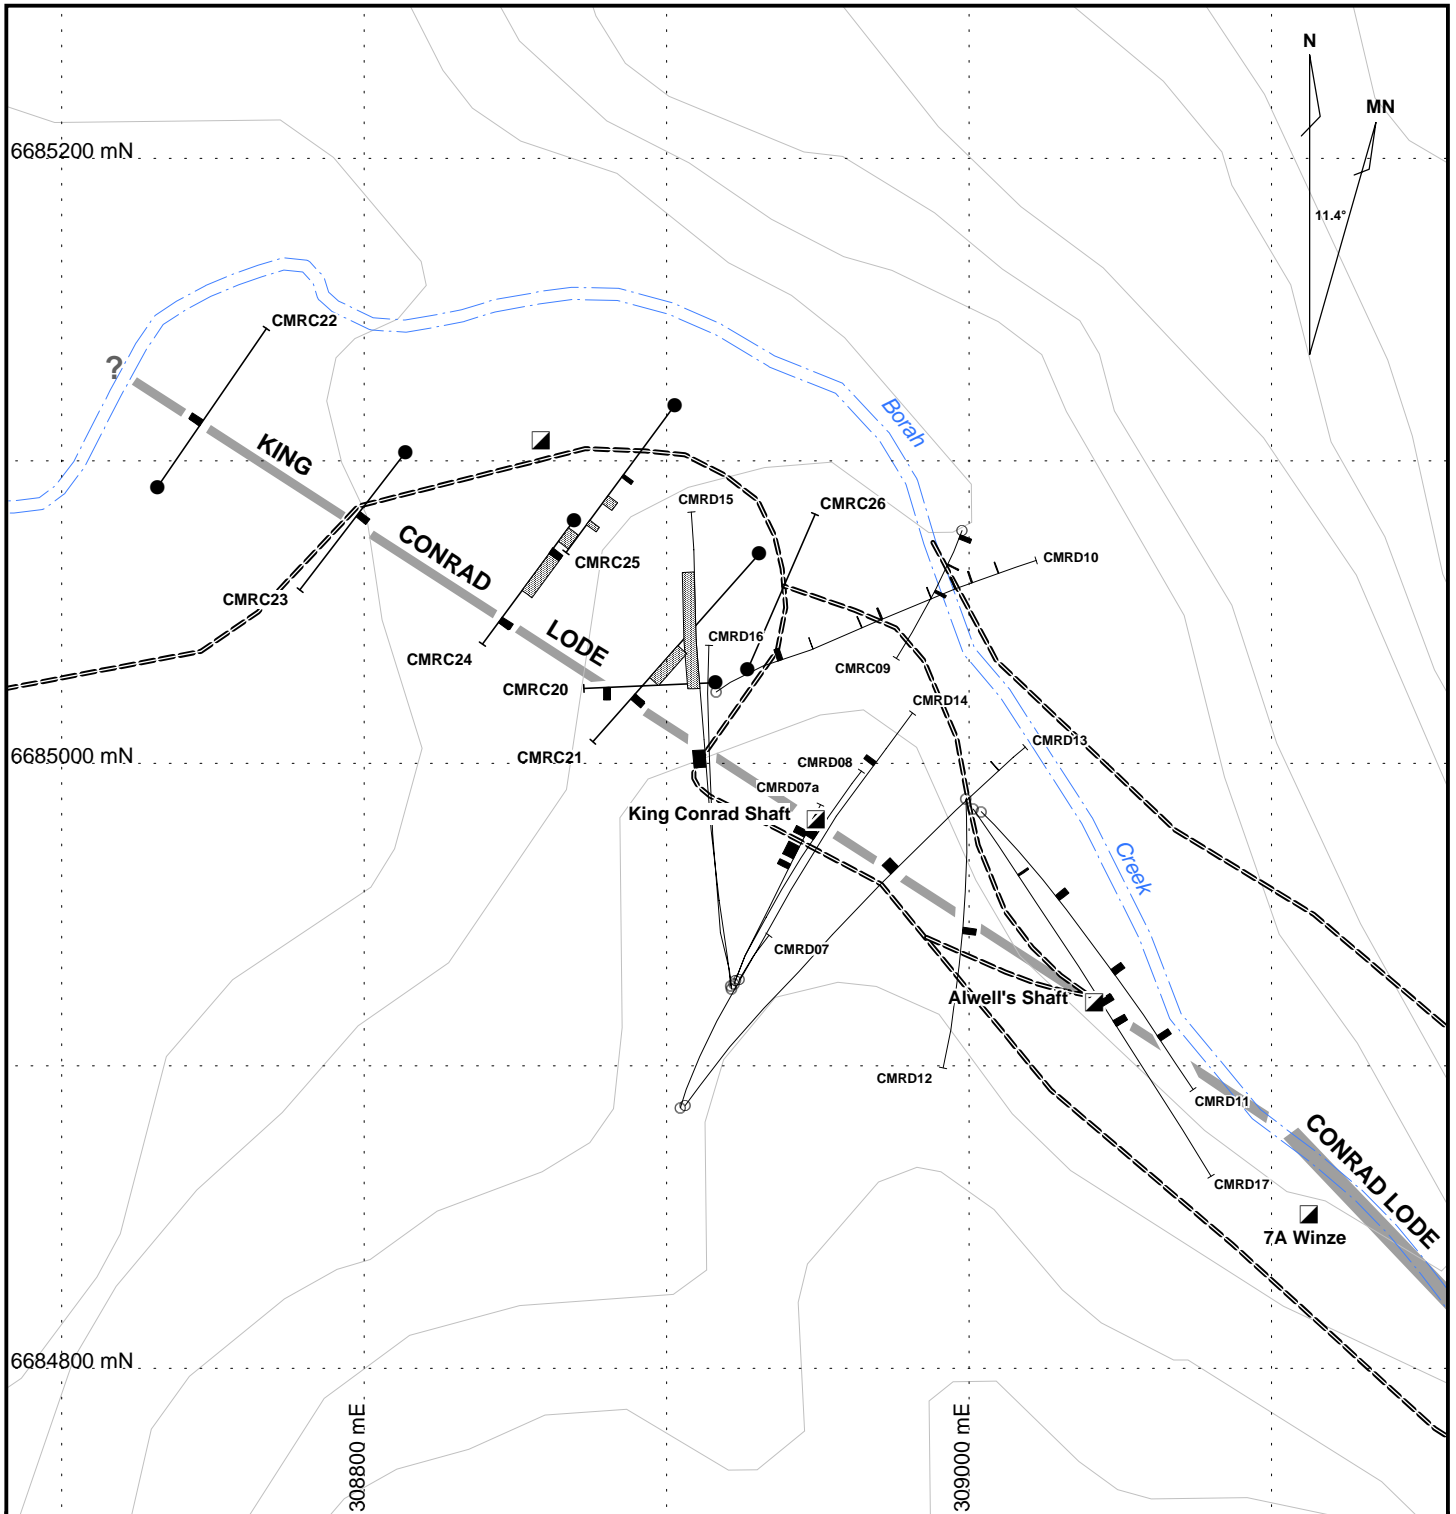 N
MN
6685200 mN
11.4°
CMRC22
?
KING
Borah
CMRD15
CMRC26
CONRAD
CMRC25
CMRD10
CMRC23
LODE
CMRD16
CMRC24
CMRC09
CMRC20
CMRD14
CMRD13
6685000 mN
CMRC21
CMRD08
CMRD07a
King Conrad Shaft
Creek
CMRD07
Alwell's Shaft
CMRD12
CMRD11
CONRAD LODE
CMRD17
7A Winze
6684800 mN
308800 mE
309000 mE